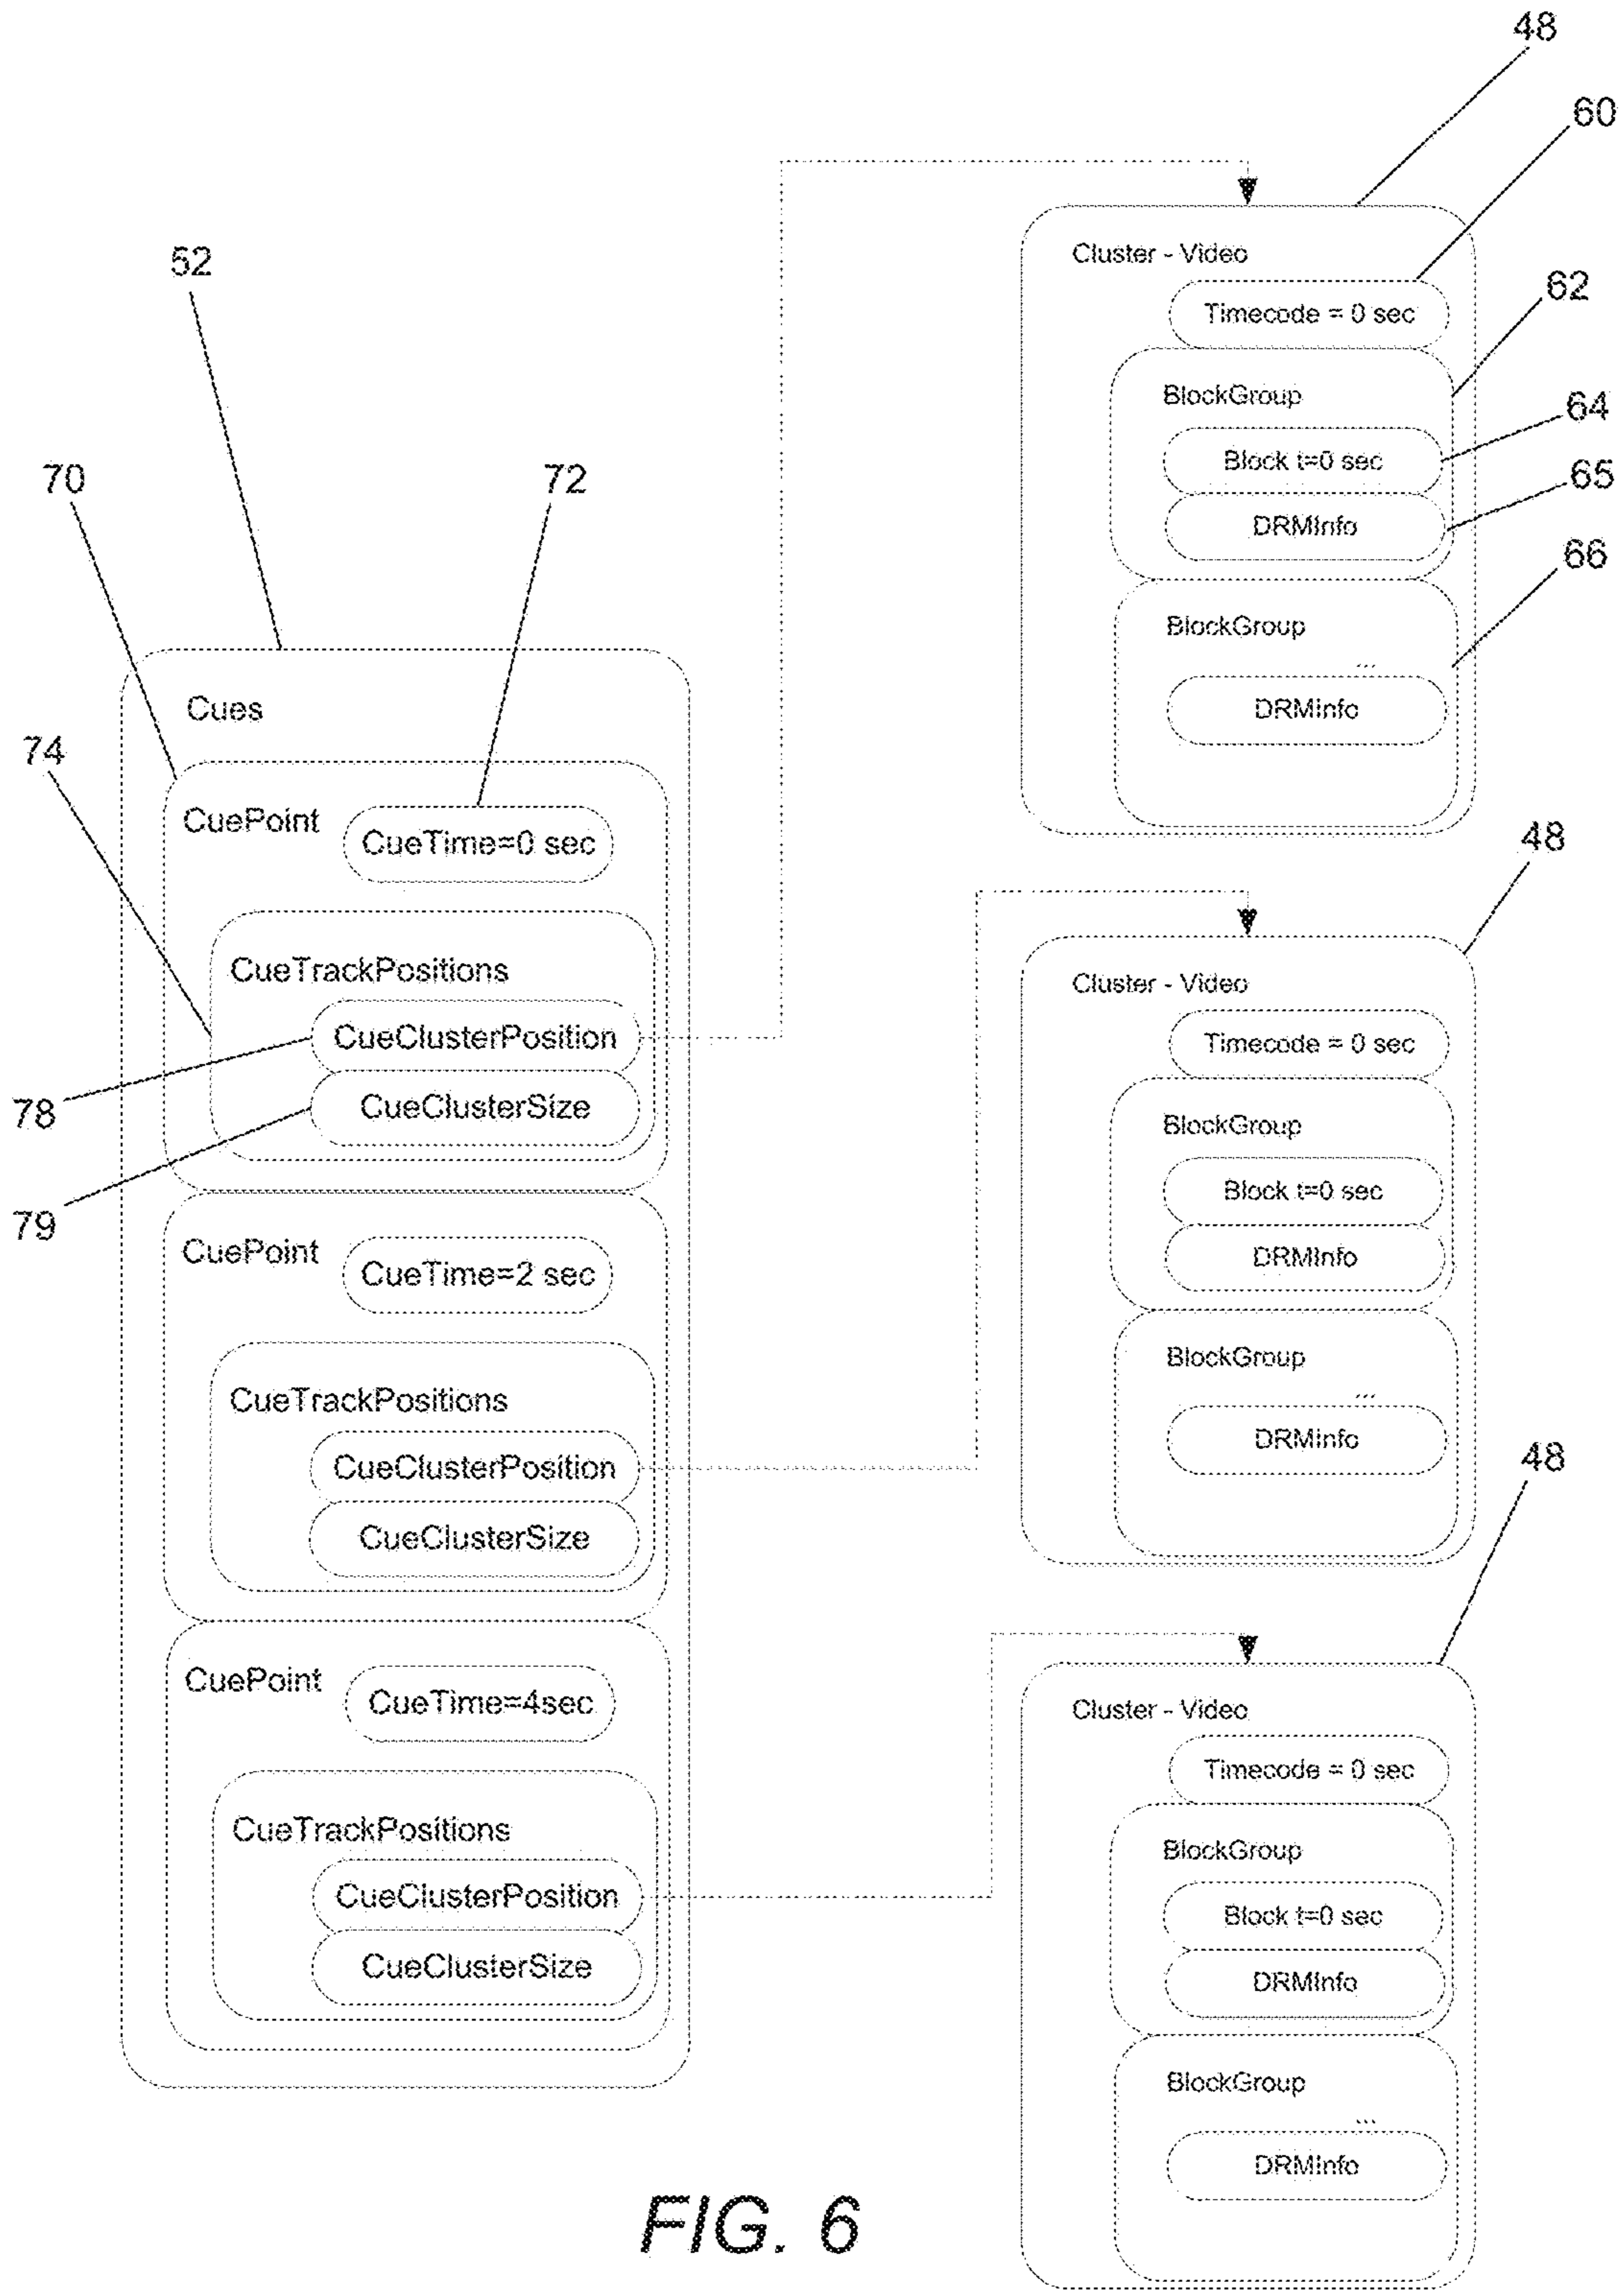 48
60
Cluster - Video
52
Timecode = 0 sec
62
BlockGroup
64
Block t=0 sec
65
70
72
DRMInfo
66
BlockGroup
...
DRMInfo
Cues
74
CuePoint
CueTime=0 sec
48
CueTrackPositions
Cluster - Video
CueClusterPosition
Timecode = 0 sec
78
CueClusterSize
BlockGroup
79
Block t=0 sec
CuePoint
CueTime=2 sec
DRMInfo
BlockGroup
...
CueTrackPositions
DRMInfo
CueClusterPosition
48
CueClusterSize
CuePoint
CueTime=4sec
Cluster - Video
Timecode = 0 sec
CueTrackPositions
BlockGroup
CueClusterPosition
Block t=0 sec
CueClusterSize
DRMInfo
BlockGroup
...
DRMInfo
FIG. 6